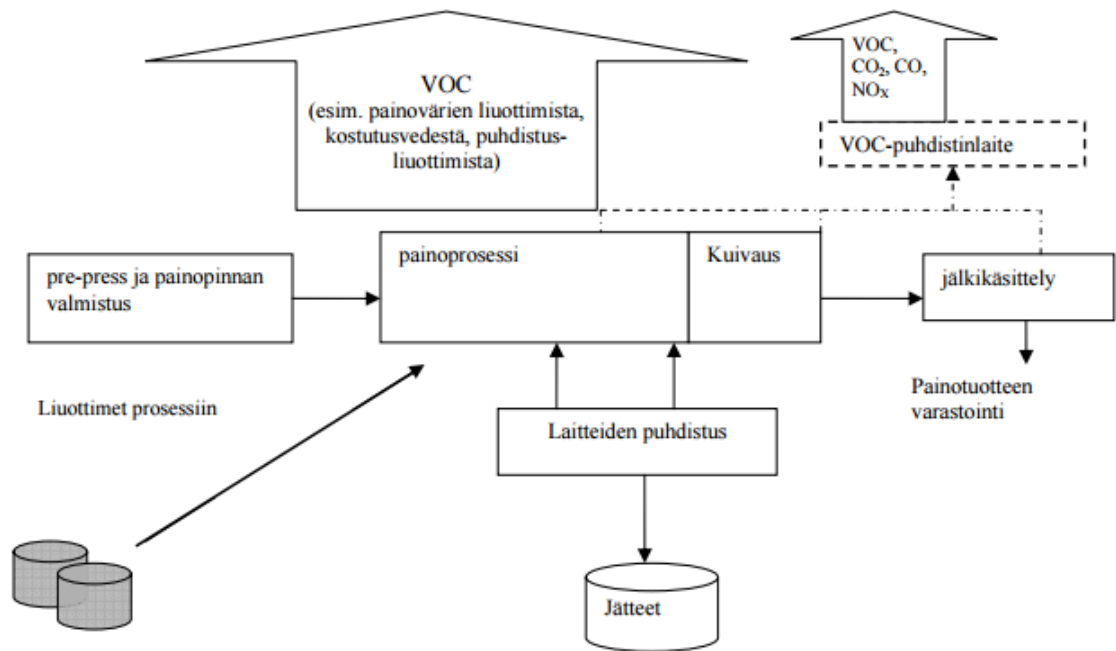 VOC
(esim. painovärien liuottimista,
kostutusvedestä, puhdistus-
liuottimista)
VOC,
CO₂, CO,
NOx
VOC-puhdistinlaite
pre-press ja painopinnan
valmistus
painoprosessi
Kuivaus
jälkikäsittely
Liuottimet prosessiin
Laitteiden puhdistus
Painotuotteen
varastointi
Jätteet